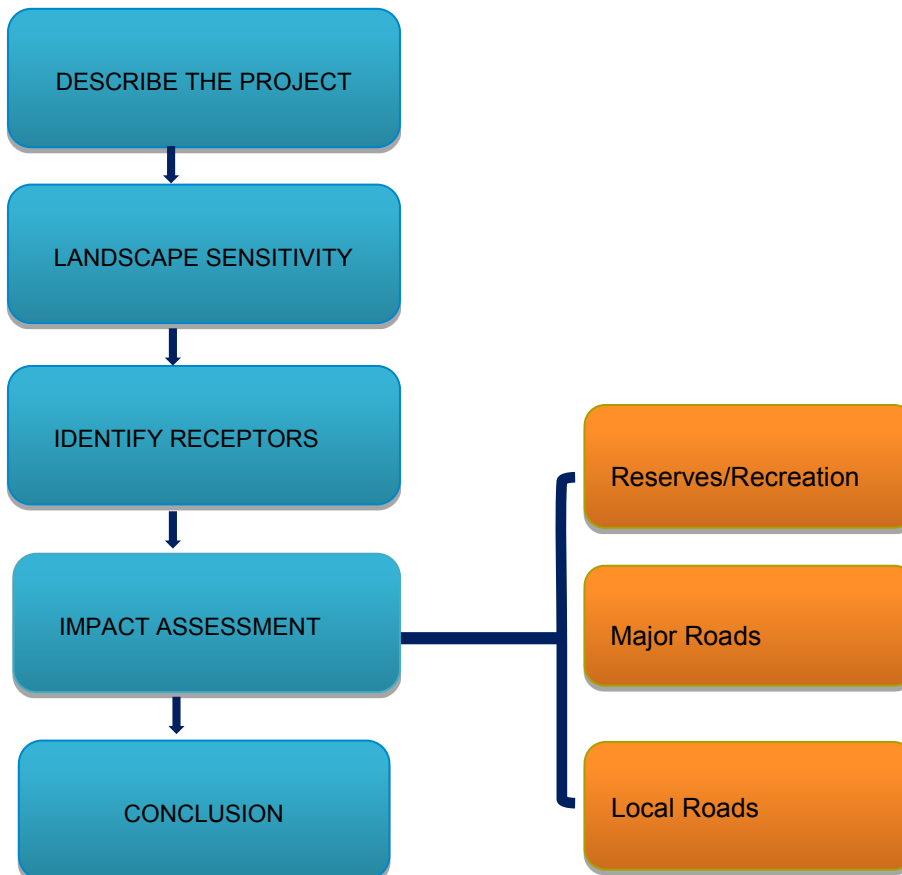 DESCRIBE THE PROJECT
LANDSCAPE SENSITIVITY
IDENTIFY RECEPTORS
IMPACT ASSESSMENT
CONCLUSION
Reserves/Recreation
Major Roads
Local Roads